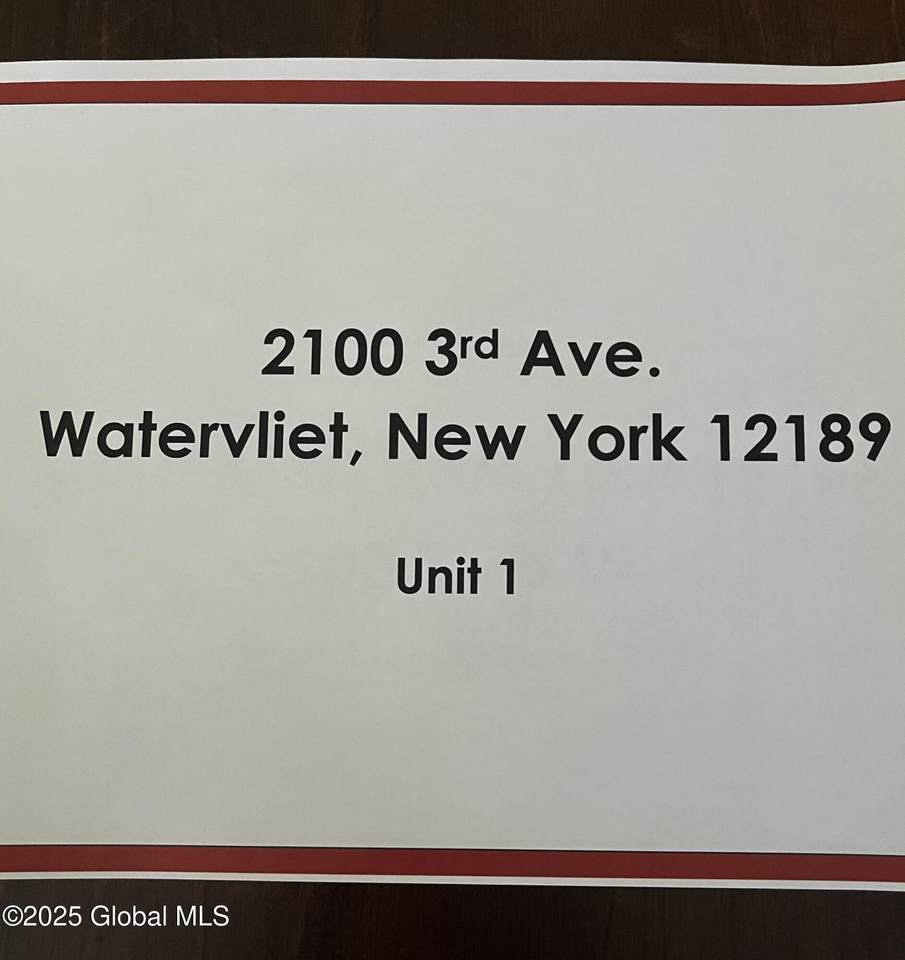 2100 3rd Ave.
Watervliet, New York 12189
Unit 1
©2025 Global MLS